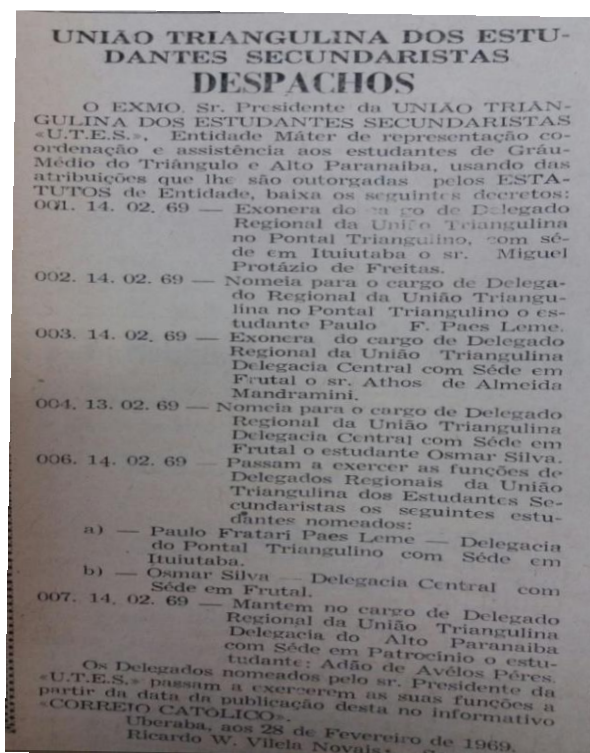 UNIÃO TRIANGULINA DOS ESTU-
DANTES SECUNDARISTAS
DESPACHOS
O EXMO. Sr. Presidente da UNIÃO TRIAN-
GULINA DOS ESTUDANTES SECUNDARISTAS
«U.T.E.S.», Entidade Máter de representação co-
ordenação e assistência aos estudantes de Gráu-
Médio do Triângulo e Alto Paranaiba, usando das
atribuições que lhe são outorgadas pelos ESTA-
TUTOS de Entidade, baixa os seguintes decretos:
001. 14. 02. 69 — Exonera do cargo de Delegado
Regional da União Triangulina
no Pontal Triangulino, com sé-
de em Ituiutaba o sr. Miguel
Protázio de Freitas.
002. 14. 02. 69 — Nomeia para o cargo de Delega-
do Regional da União Triangu-
lina no Pontal Triangulino o es-
tudante Paulo F. Paes Leme.
003. 14. 02. 69 — Exonera do cargo de Delegado
Regional da União Triangulina
Delegacia Central com Séde em
Frutal o sr. Athos de Almeida
Mandramini.
004. 13. 02. 69 — Nomeia para o cargo de Delegado
Regional da União Triangulina
Delegacia Central com Séde em
Frutal o estudante Osmar Silva.
006. 14. 02. 69 — Passam a exercer as funções de
Delegados Regionais da União
Triangulina dos Estudantes Se-
cundaristas os seguintes estu-
dantes nomeados:
a) — Paulo Fratari Paes Leme — Delegacia
do Pontal Triangulino com Séde em
Ituiutaba.
b) — Osmar Silva — Delegacia Central com
Séde em Frutal.
007. 14. 02. 69 — Mantem no cargo de Delegado
Regional da União Triangulina
Delegacia do Alto Paranaiba
com Séde em Patrocinio o estu-
dante: Adão de Avélos Péres.
Os Delegados nomeados pelo sr. Presidente da
«U.T.E.S.» passam a exercerem as suas funções a
partir da data da publicação desta no informativo
«CORREIO CATÓLICO».
Uberaba, aos 28 de Fevereiro de 1969.
Ricardo W. Vilela Novais